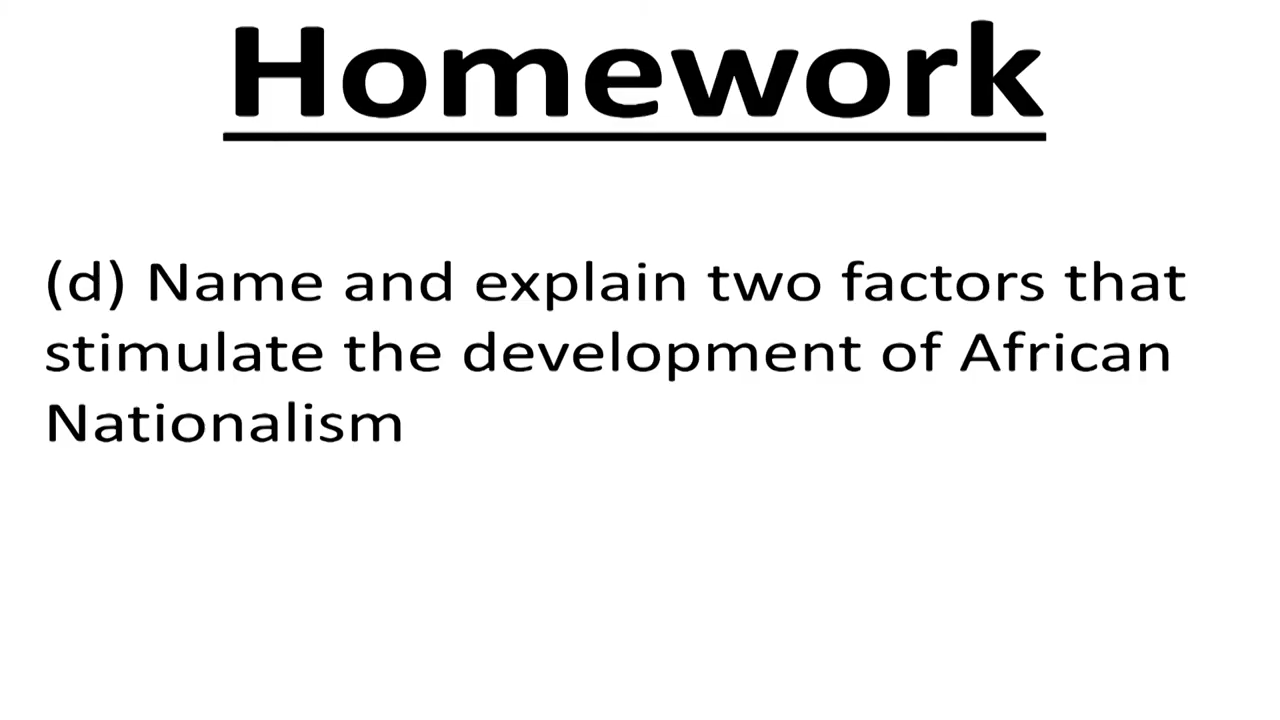 Homework
(d) Name and explain two factors that
stimulate the development of African
Nationalism